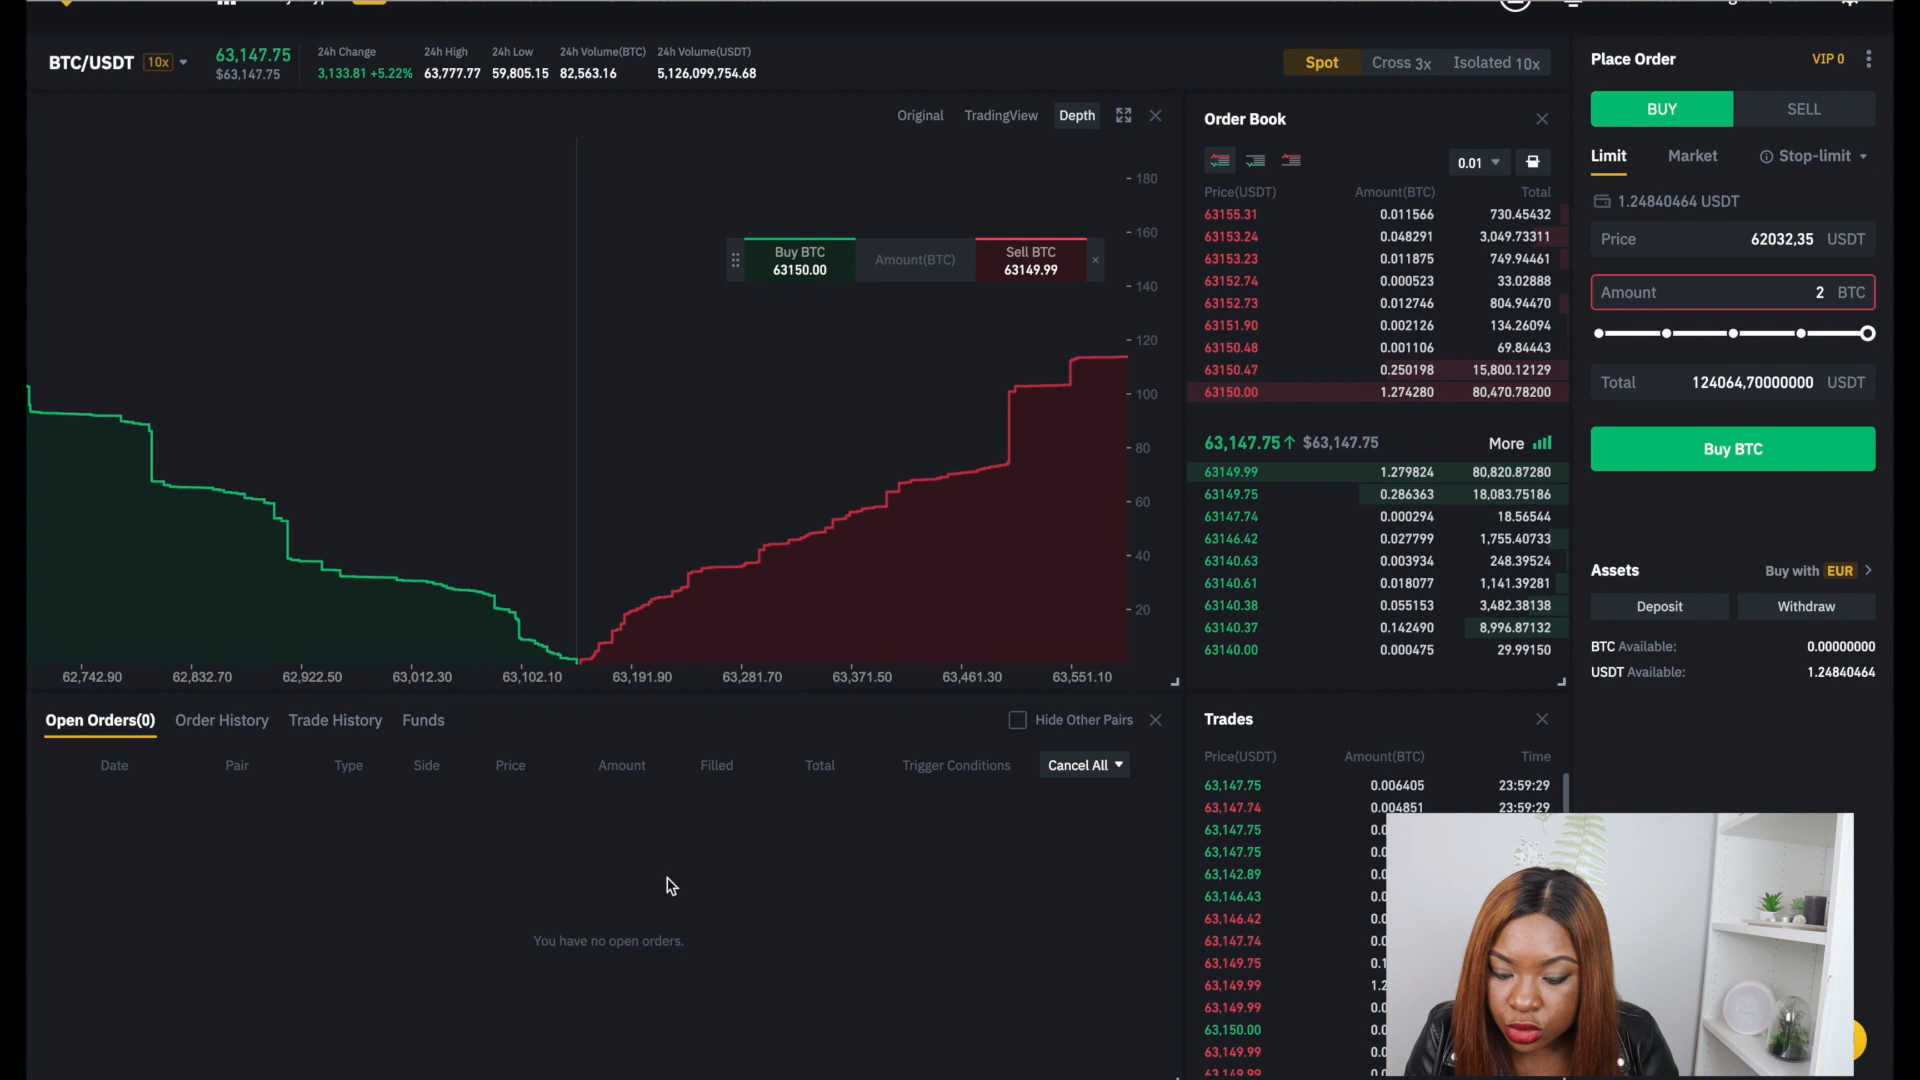 BTC/USDT 10x
63,147.75
$63,147.75
24h Change
3,133.81 +5.22%
24h High
63,777.77
24h Low
59,805.15
24h Volume(BTC)
82,563.16
24h Volume(USDT)
5,126,099,754.68
Spot Cross 3x Isolated 10x
Original TradingView Depth
Buy BTC
63150.00
Amount(BTC)
Sell BTC
63149.99
×
180
160
140
120
100
80
60
40
20
62,742.90 62,832.70 62,922.50 63,012.30 63,102.10 63,191.90 63,281.70 63,371.50 63,461.30 63,551.10
Order Book
0.01
Price(USDT) Amount(BTC) Total
63155.31 0.011566 730.45432
63153.24 0.048291 3,049.73311
63153.23 0.011875 749.94461
63152.74 0.000523 33.02888
63152.73 0.012746 804.94470
63151.90 0.002126 134.26094
63150.48 0.001106 69.84443
63150.47 0.250198 15,800.12129
63150.00 1.274280 80,470.78200
63,147.75↑ $63,147.75 More
63149.99 1.279824 80,820.87280
63149.75 0.286363 18,083.75186
63147.74 0.000294 18.56544
63146.42 0.027799 1,755.40733
63140.63 0.003934 248.39524
63140.61 0.018077 1,141.39281
63140.38 0.055153 3,482.38138
63140.37 0.142490 8,996.87132
63140.00 0.000475 29.99150
Place Order VIP 0
BUY SELL
Limit Market Stop-limit
1.24840464 USDT
Price 62032,35 USDT
Amount 2 BTC
Total 124064,70000000 USDT
Buy BTC
Assets Buy with EUR
Deposit Withdraw
BTC Available: 0.00000000
USDT Available: 1.24840464
Open Orders(0) Order History Trade History Funds Hide Other Pairs
Date Pair Type Side Price Amount Filled Total Trigger Conditions Cancel All
You have no open orders.
Trades
Price(USDT) Amount(BTC) Time
63,147.75 0.006405 23:59:29
63,147.74 0.004851 23:59:29
63,147.75
63,147.75
63,142.89
63,146.43
63,146.42
63,147.74
63,149.75
63,149.99
63,149.99
63,150.00
63,149.99
63,149.99